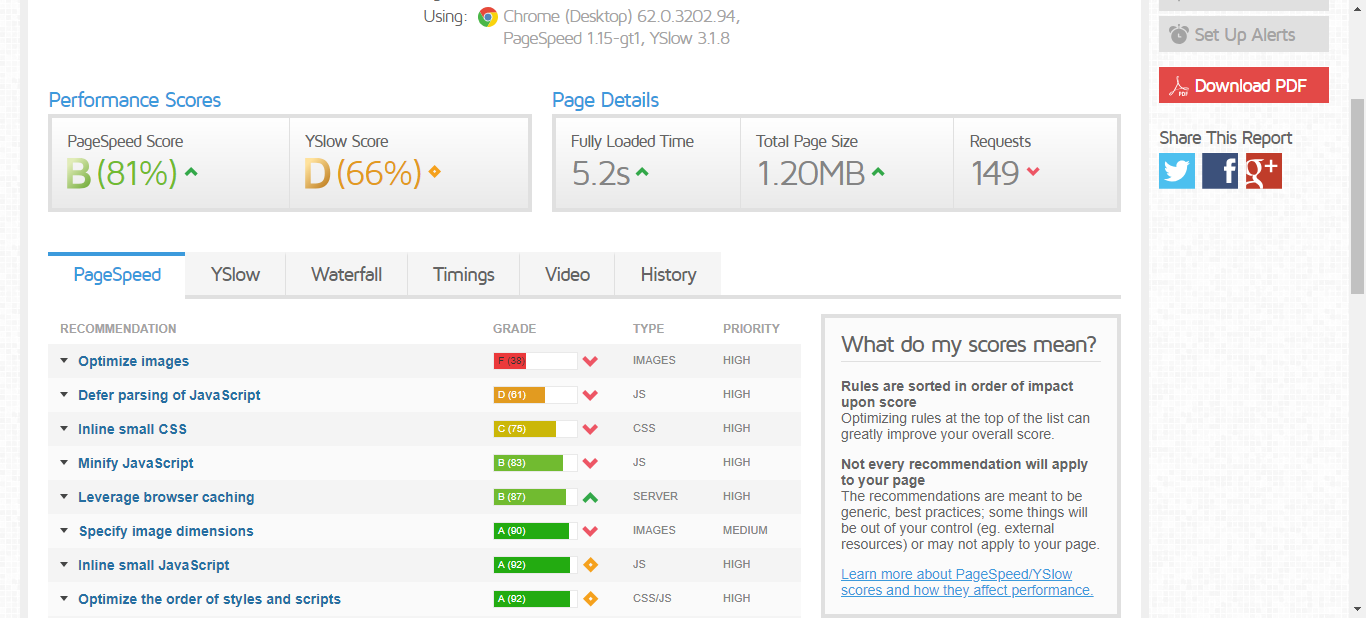 Using: Chrome (Desktop) 62.0.3202.94,
PageSpeed 1.15-gt1, YSlow 3.1.8
Set Up Alerts
Download PDF
Share This Report
Performance Scores
PageSpeed Score
B (81%)
YSlow Score
D (66%)
Page Details
Fully Loaded Time
5.2s
Total Page Size
1.20MB
Requests
149
PageSpeed YSlow Waterfall Timings Video History
RECOMMENDATION GRADE TYPE PRIORITY
Optimize images F (38) IMAGES HIGH
Defer parsing of JavaScript D (61) JS HIGH
Inline small CSS C (75) CSS HIGH
Minify JavaScript B (83) JS HIGH
Leverage browser caching B (87) SERVER HIGH
Specify image dimensions A (90) IMAGES MEDIUM
Inline small JavaScript A (92) JS HIGH
Optimize the order of styles and scripts A (92) CSS/JS HIGH
What do my scores mean?
Rules are sorted in order of impact
upon score
Optimizing rules at the top of the list can
greatly improve your overall score.
Not every recommendation will apply
to your page
The recommendations are meant to be
generic, best practices; some things will
be out of your control (eg. external
resources) or may not apply to your page.
Learn more about PageSpeed/YSlow
scores and how they affect performance.